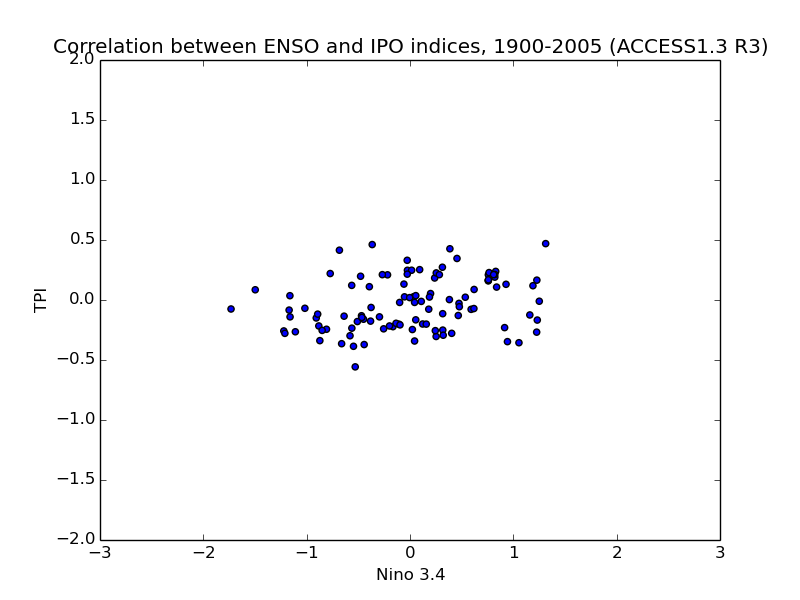 Correlation between ENSO and IPO indices, 1900-2005 (ACCESS1.3 R3)
2.0
1.5
1.0
0.5
0.0
−0.5
−1.0
−1.5
−2.0
TPI
−3 −2 −1 0 1 2 3
Nino 3.4